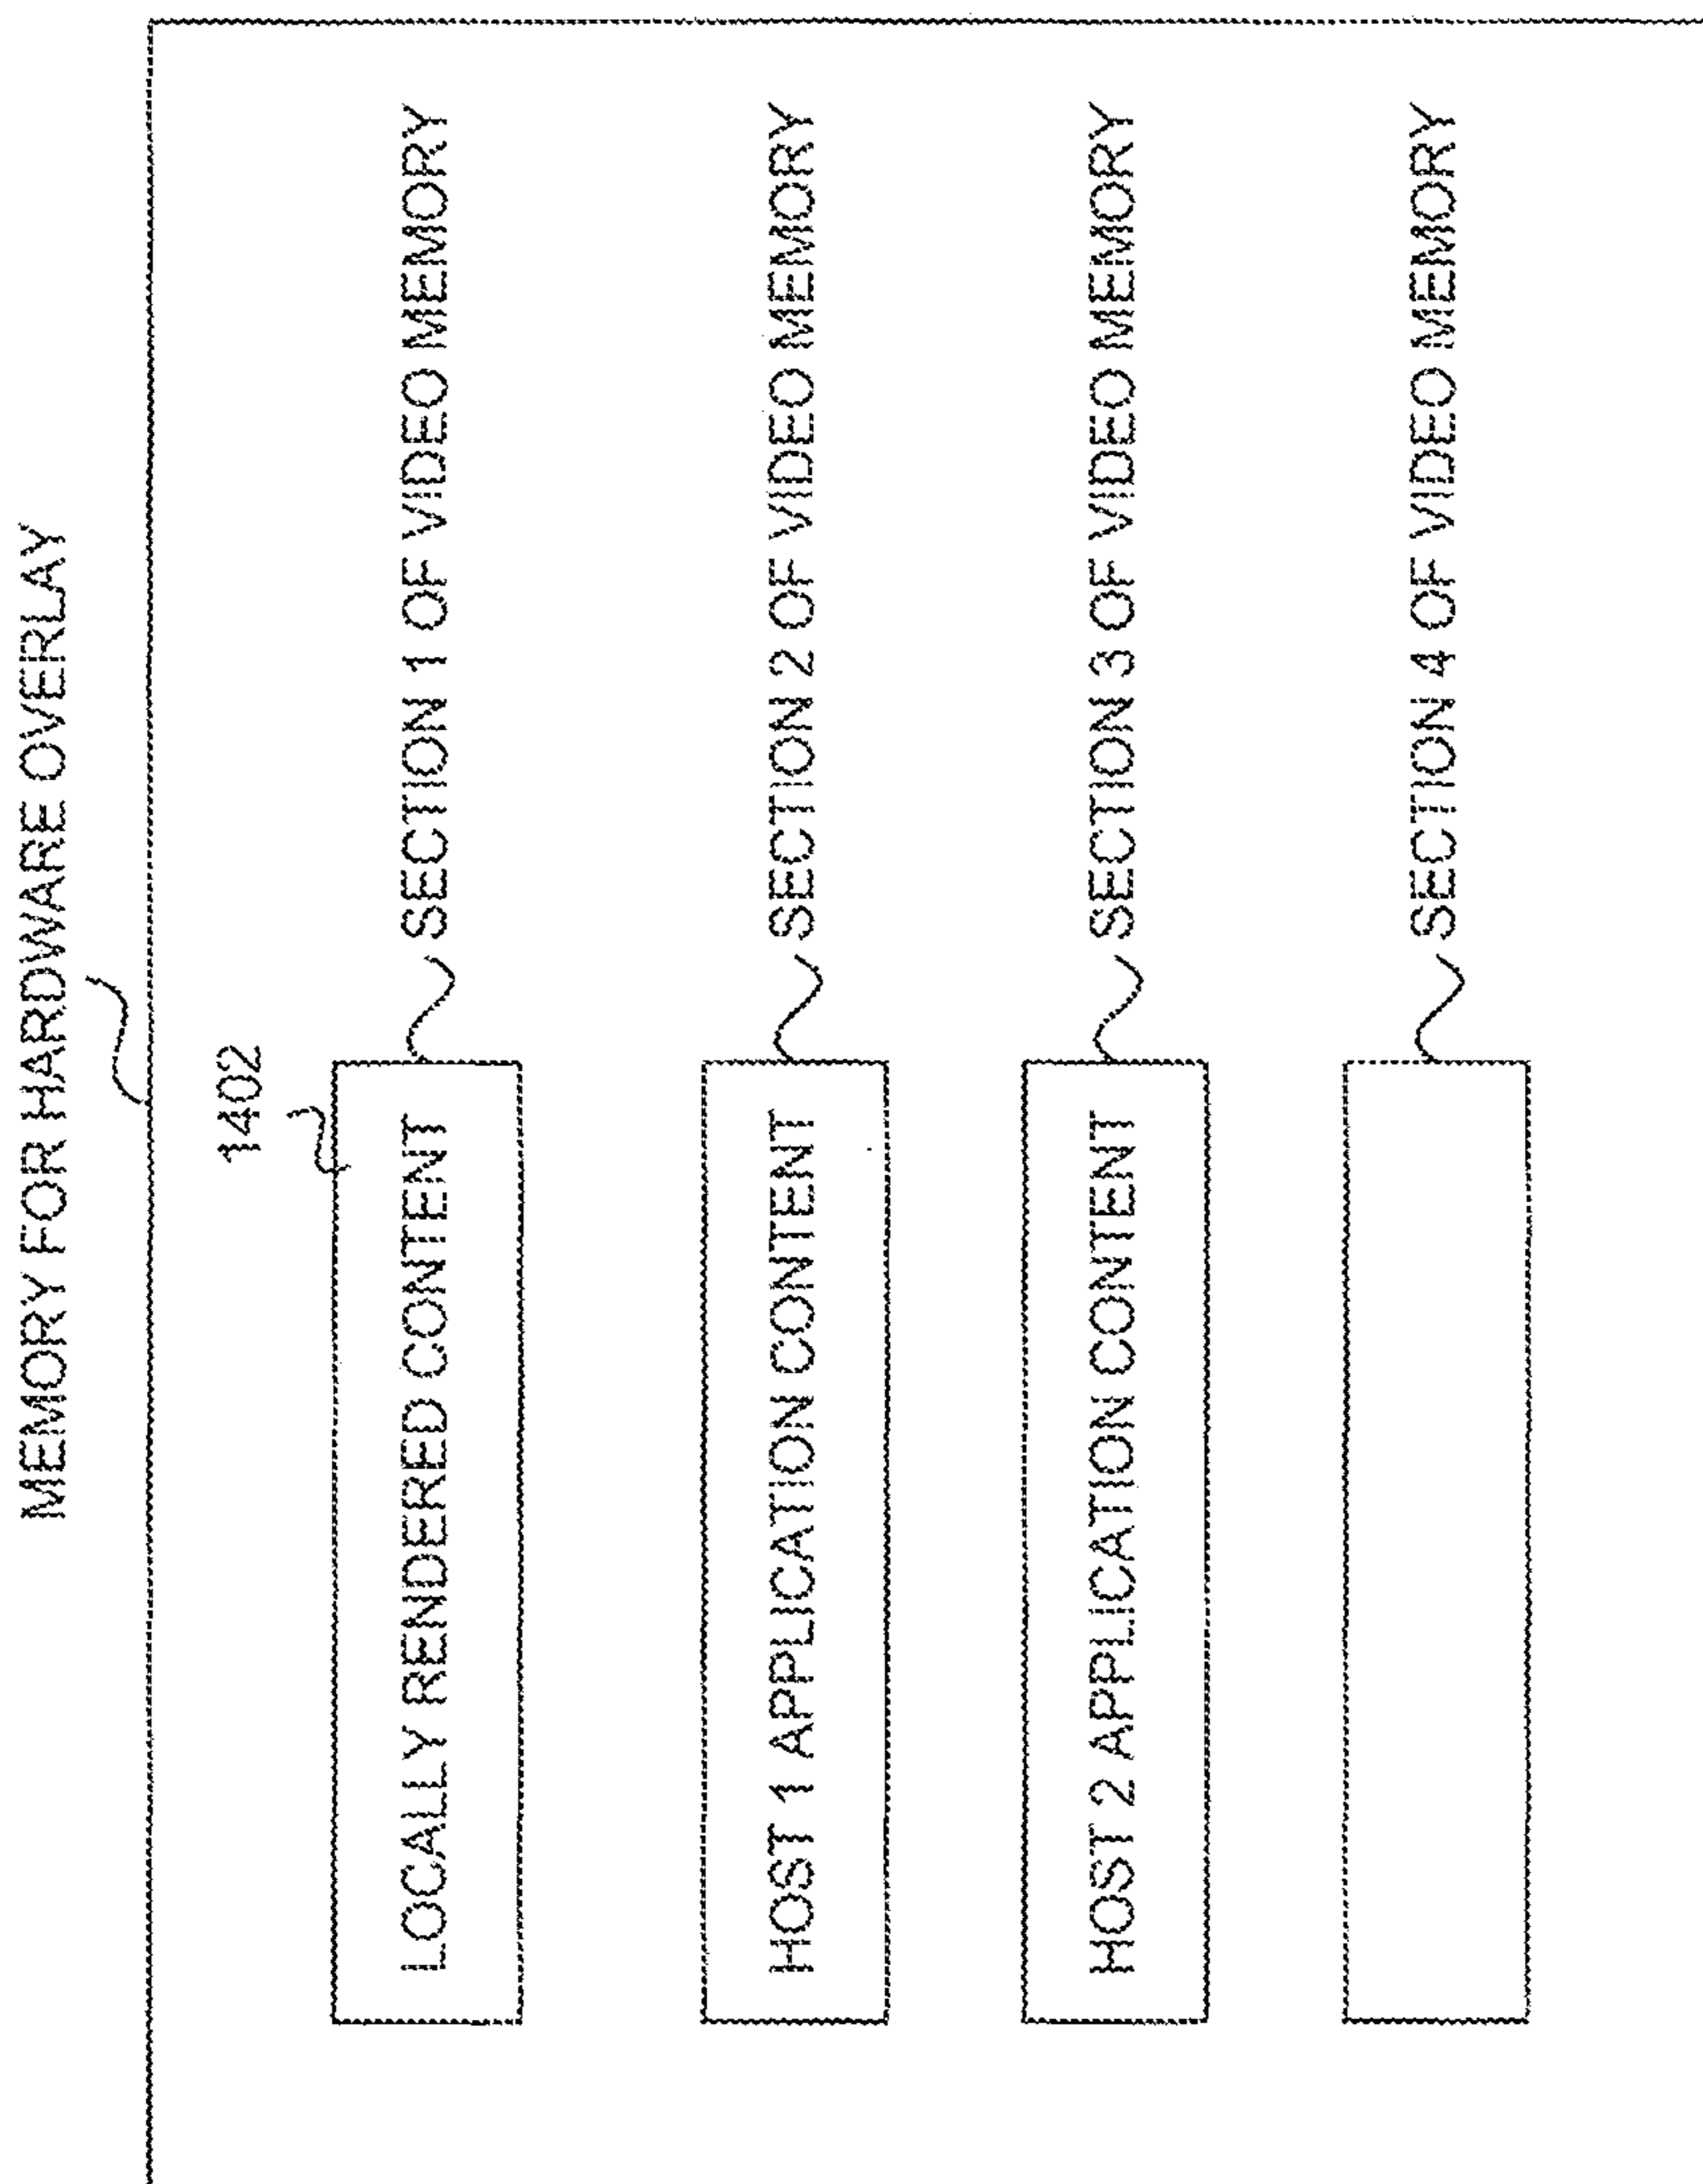 MEMORY FOR HARDWARE OVERLAY
1402
LOCALLY RENDERED CONTENT
SECTION 1 OF VIDEO MEMORY
HOST 1 APPLICATION CONTENT
SECTION 2 OF VIDEO MEMORY
HOST 2 APPLICATION CONTENT
SECTION 3 OF VIDEO MEMORY
SECTION 4 OF VIDEO MEMORY